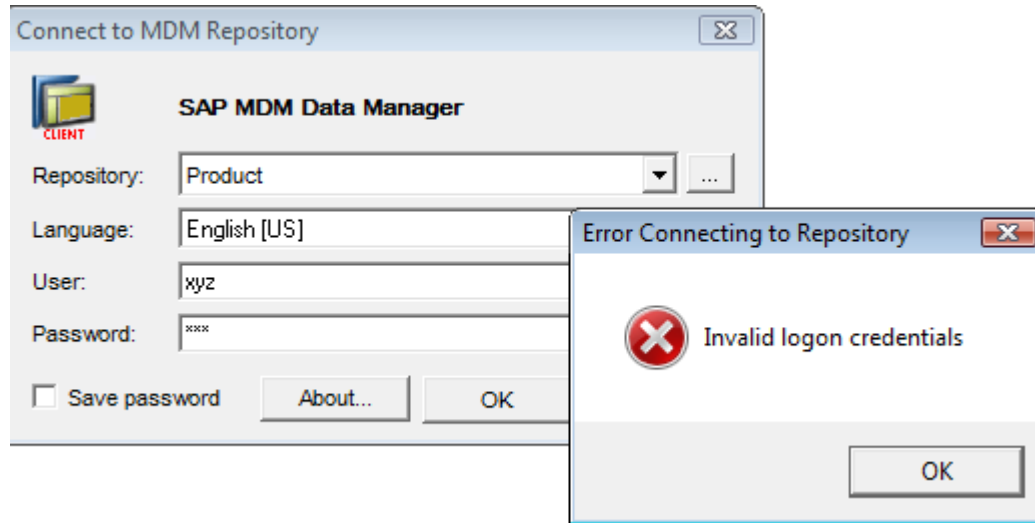 Connect to MDM Repository
CLIENT
SAP MDM Data Manager
Repository: Product ...
Language: English [US]
User: xyz
Password: ***
Save password About... OK
Error Connecting to Repository
Invalid logon credentials
OK